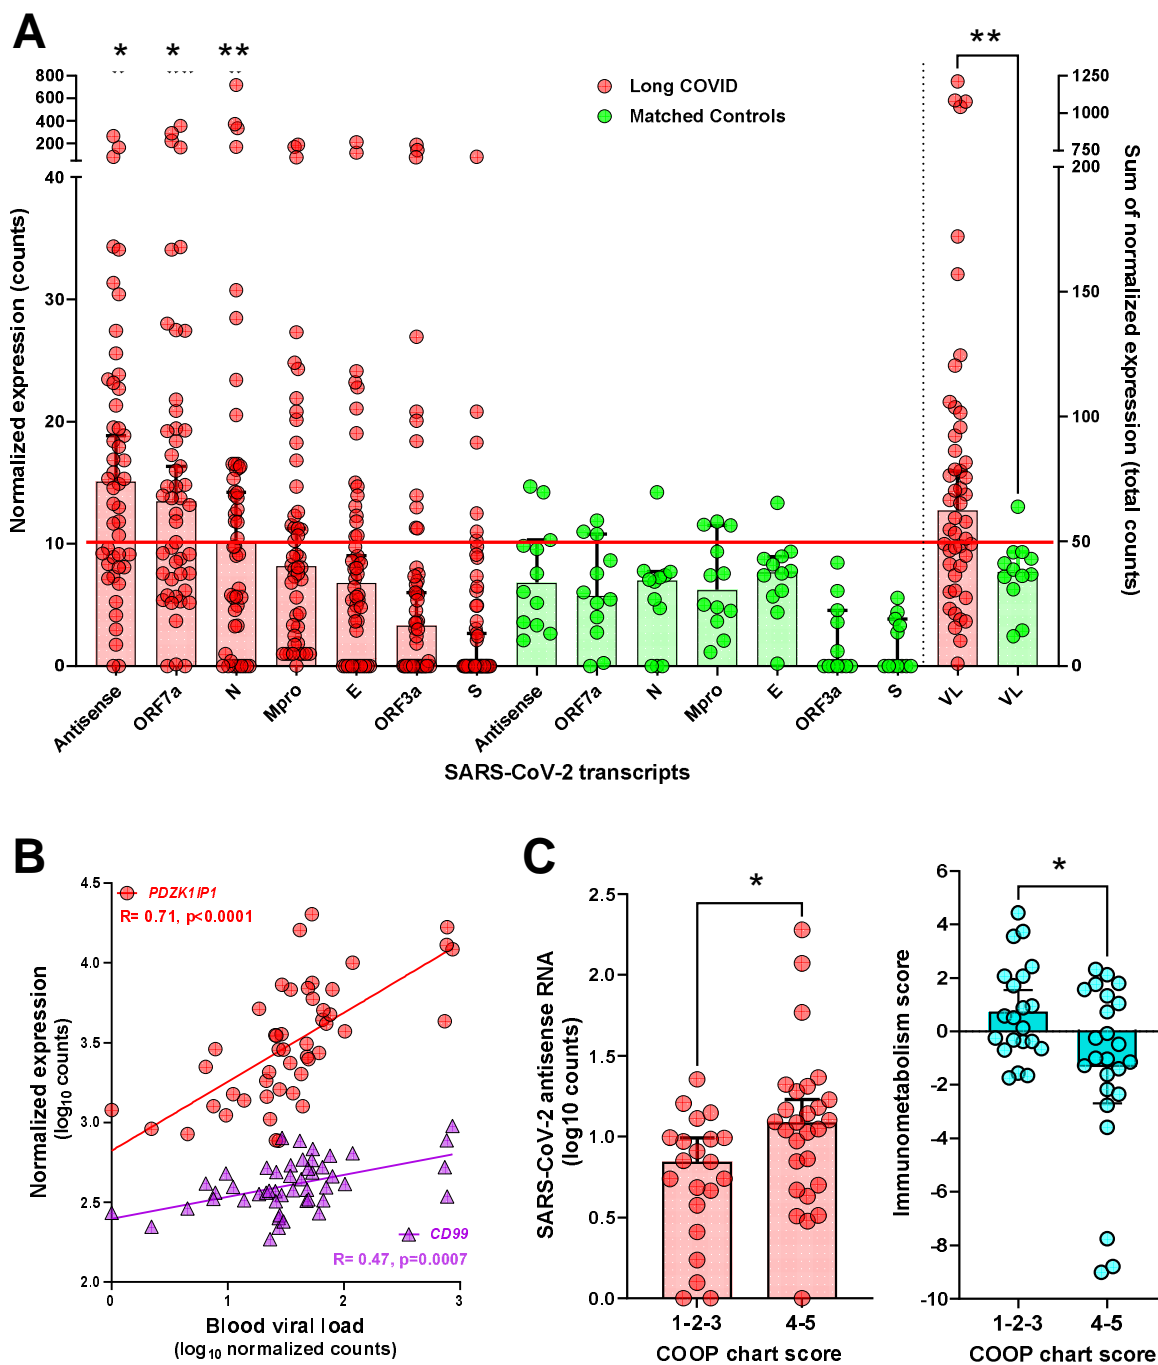 A
* * ** **
800
600
400
200
40
30
20
10
0
Normalized expression (counts)
Long COVID
Matched Controls
1250
1000
750
200
150
100
50
0
Sum of normalized expression (total counts)
Antisense ORF7a N Mpro E ORF3a S Antisense ORF7a N Mpro E ORF3a S VL VL
SARS-CoV-2 transcripts
B
4.5
4.0
3.5
3.0
2.5
2.0
Normalized expression
(log10 counts)
PDZK1IP1
R= 0.71, p<0.0001
CD99
R= 0.47, p=0.0007
0 1 2 3
Blood viral load
(log10 normalized counts)
C
2.5
2.0
1.5
1.0
0.5
0.0
SARS-CoV-2 antisense RNA
(log10 counts)
*
1-2-3 4-5
COOP chart score
6
4
2
0
-2
-4
-6
-8
-10
Immunometabolism score
*
1-2-3 4-5
COOP chart score